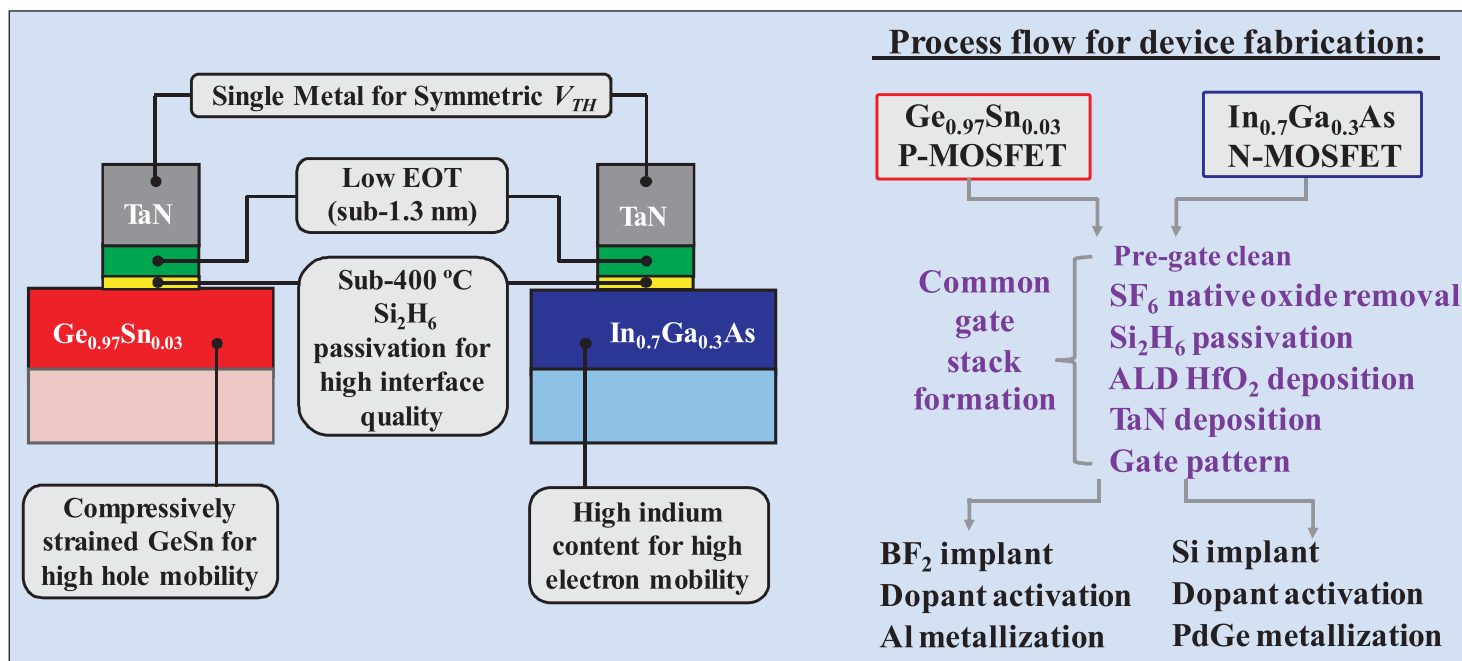 Single Metal for Symmetric V_TH
TaN
Low EOT
(sub-1.3 nm)
TaN
Sub-400 °C
Si₂H₆
passivation for
high interface
quality
Ge₀.₉₇Sn₀.₀₃
In₀.₇Ga₀.₃As
Compressively
strained GeSn for
high hole mobility
High indium
content for high
electron mobility
Process flow for device fabrication:
Ge₀.₉₇Sn₀.₀₃
P-MOSFET
In₀.₇Ga₀.₃As
N-MOSFET
Common
gate
stack
formation
Pre-gate clean
SF₆ native oxide removal
Si₂H₆ passivation
ALD HfO₂ deposition
TaN deposition
Gate pattern
BF₂ implant
Dopant activation
Al metallization
Si implant
Dopant activation
PdGe metallization